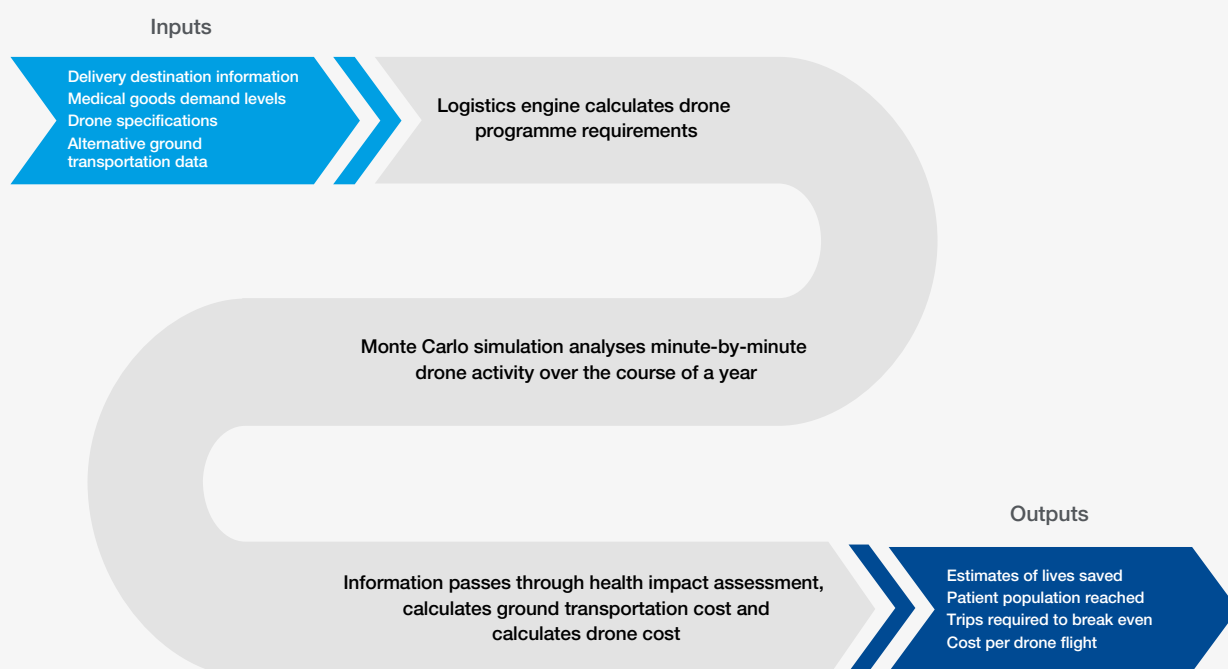 Inputs
Delivery destination information
Medical goods demand levels
Drone specifications
Alternative ground
transportation data
Logistics engine calculates drone
programme requirements
Monte Carlo simulation analyses minute-by-minute
drone activity over the course of a year
Information passes through health impact assessment,
calculates ground transportation cost and
calculates drone cost
Outputs
Estimates of lives saved
Patient population reached
Trips required to break even
Cost per drone flight